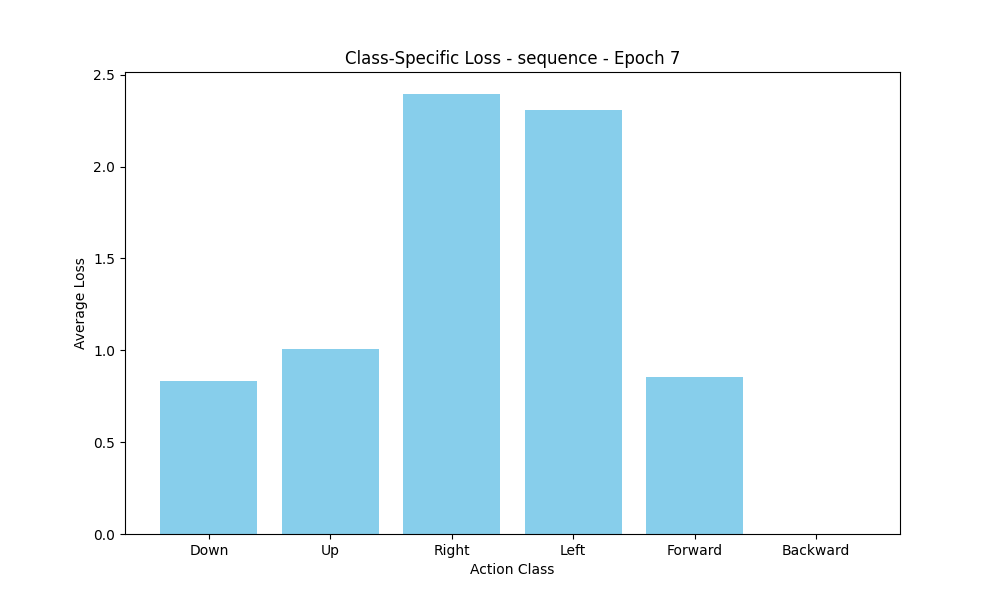 Class-Specific Loss - sequence - Epoch 7
2.5
2.0
1.5
1.0
0.5
0.0
Average Loss
Down Up Right Left Forward Backward
Action Class